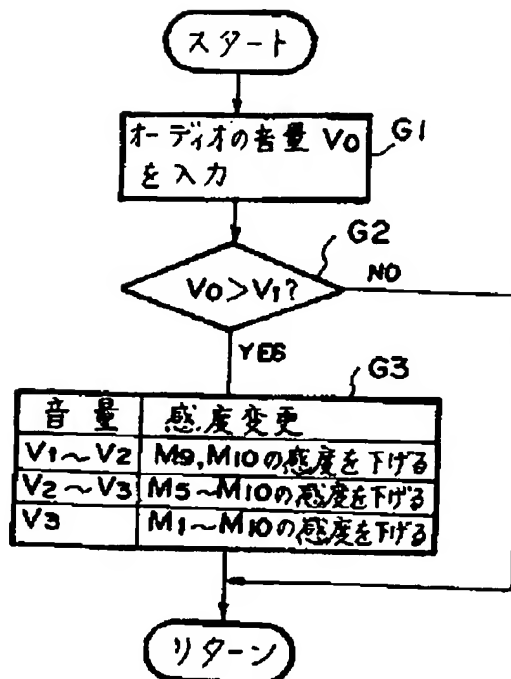 スタート
オーディオの音量 V0
を入力
G1
G2
V0>V1?
NO
YES
G3
音量 感度変更
V1~V2 M9,M10の感度を下げる
V2~V3 M5~M10の感度を下げる
V3 M1~M10の感度を下げる
リターン